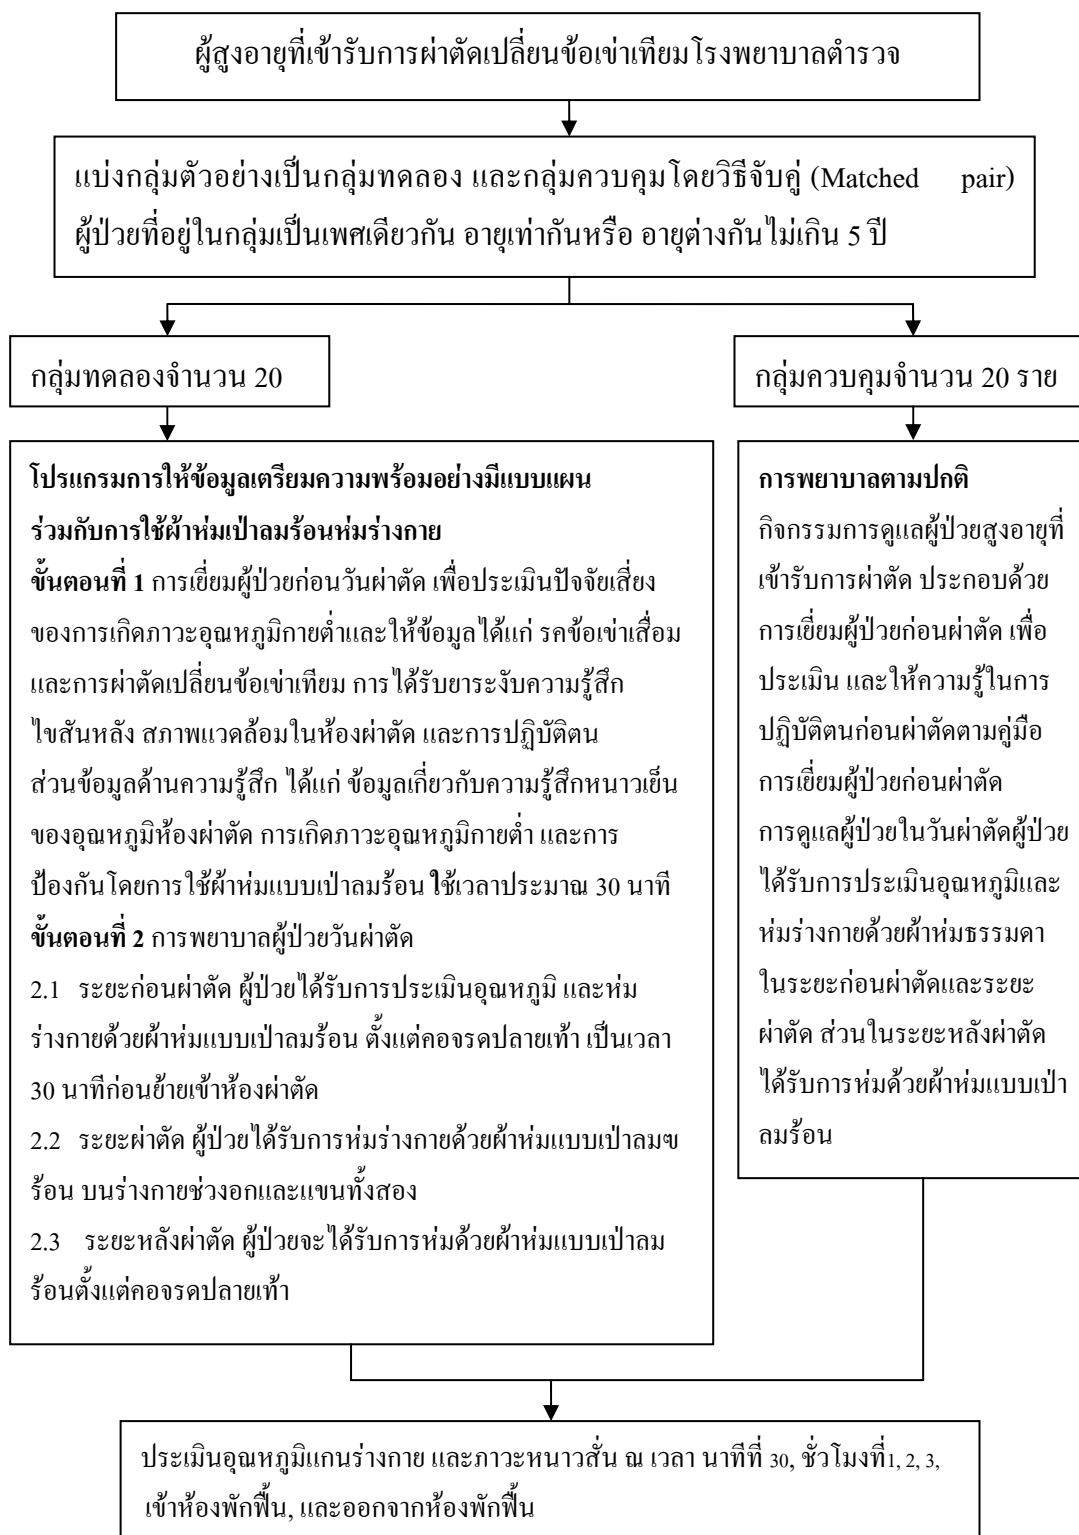 ผู้สูงอายุที่เข้ารับการผ่าตัดเปลี่ยนข้อเข่าเทียมโรงพยาบาลตำรวจ
แบ่งกลุ่มตัวอย่างเป็นกลุ่มทดลอง และกลุ่มควบคุมโดยวิธีจับคู่ (Matched pair)
ผู้ป่วยที่อยู่ในกลุ่มเป็นเพศเดียวกัน อายุเท่ากันหรือ อายุต่างกันไม่เกิน 5 ปี
กลุ่มทดลองจำนวน 20
กลุ่มควบคุมจำนวน 20 ราย
โปรแกรมการให้ข้อมูลเตรียมความพร้อมอย่างมีแบบแผน
ร่วมกับการใช้ผ้าห่มเป่าลมร้อนห่มร่างกาย
ขั้นตอนที่ 1 การเยี่ยมผู้ป่วยก่อนวันผ่าตัด เพื่อประเมินปัจจัยเสี่ยง
ของการเกิดภาวะอุณหภูมิกายต่ำและให้ข้อมูลได้แก่ รคข้อเข่าเสื่อม
และการผ่าตัดเปลี่ยนข้อเข่าเทียม การได้รับยาระงับความรู้สึก
ไขสันหลัง สภาพแวดล้อมในห้องผ่าตัด และการปฏิบัติตน
ส่วนข้อมูลด้านความรู้สึก ได้แก่ ข้อมูลเกี่ยวกับความรู้สึกหนาวเย็น
ของอุณหภูมิห้องผ่าตัด การเกิดภาวะอุณหภูมิกายต่ำ และการ
ป้องกันโดยการใช้ผ้าห่มแบบเป่าลมร้อน ใช้เวลาประมาณ 30 นาที
ขั้นตอนที่ 2 การพยาบาลผู้ป่วยวันผ่าตัด
2.1 ระยะก่อนผ่าตัด ผู้ป่วยได้รับการประเมินอุณหภูมิ และห่ม
ร่างกายด้วยผ้าห่มแบบเป่าลมร้อน ตั้งแต่คอจรดปลายเท้า เป็นเวลา
30 นาทีก่อนย้ายเข้าห้องผ่าตัด
2.2 ระยะผ่าตัด ผู้ป่วยได้รับการห่มร่างกายด้วยผ้าห่มแบบเป่าลมฃ
ร้อน บนร่างกายช่วงอกและแขนทั้งสอง
2.3 ระยะหลังผ่าตัด ผู้ป่วยจะได้รับการห่มด้วยผ้าห่มแบบเป่าลม
ร้อนตั้งแต่คอจรดปลายเท้า
การพยาบาลตามปกติ
กิจกรรมการดูแลผู้ป่วยสูงอายุที่
เข้ารับการผ่าตัด ประกอบด้วย
การเยี่ยมผู้ป่วยก่อนผ่าตัด เพื่อ
ประเมิน และให้ความรู้ในการ
ปฏิบัติตนก่อนผ่าตัดตามคู่มือ
การเยี่ยมผู้ป่วยก่อนผ่าตัด
การดูแลผู้ป่วยในวันผ่าตัดผู้ป่วย
ได้รับการประเมินอุณหภูมิและ
ห่มร่างกายด้วยผ้าห่มธรรมดา
ในระยะก่อนผ่าตัดและระยะ
ผ่าตัด ส่วนในระยะหลังผ่าตัด
ได้รับการห่มด้วยผ้าห่มแบบเป่า
ลมร้อน
ประเมินอุณหภูมิแกนร่างกาย และภาวะหนาวสั่น ณ เวลา นาทีที่ 30, ชั่วโมงที่1, 2, 3,
เข้าห้องพักฟื้น, และออกจากห้องพักฟื้น